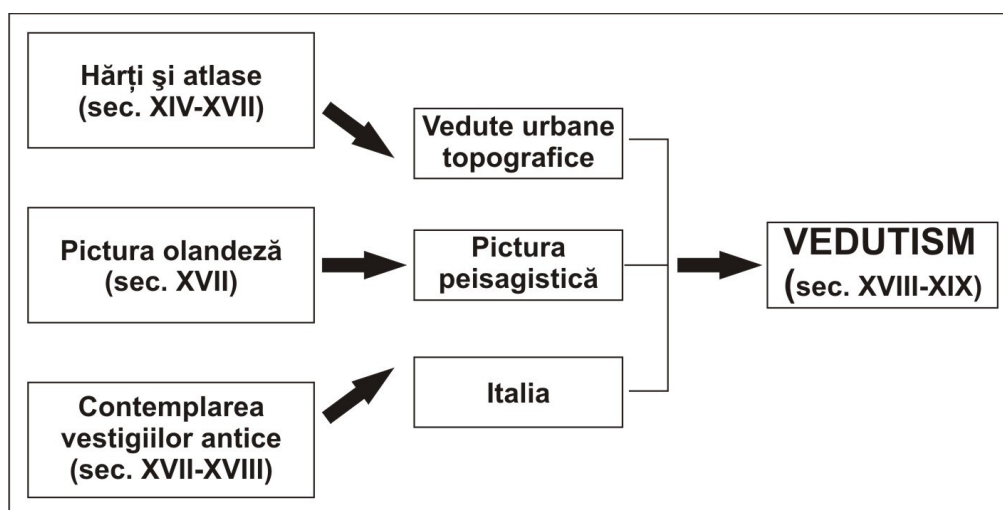 Hărți şi atlase
(sec. XIV-XVII)
Vedute urbane
topografice
Pictura olandeză
(sec. XVII)
Pictura
peisagistică
VEDUTISM
(sec. XVIII-XIX)
Contemplarea
vestigiilor antice
(sec. XVII-XVIII)
Italia